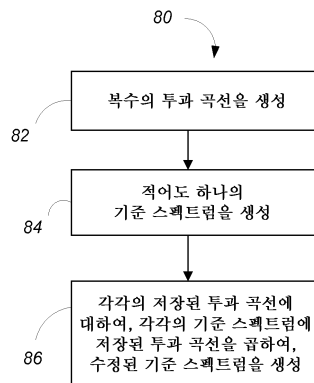 80
복수의 투과 곡선을 생성
82
적어도 하나의
기준 스펙트럼을 생성
84
각각의 저장된 투과 곡선에
대하여, 각각의 기준 스펙트럼에
저장된 투과 곡선을 곱하여,
수정된 기준 스펙트럼을 생성
86